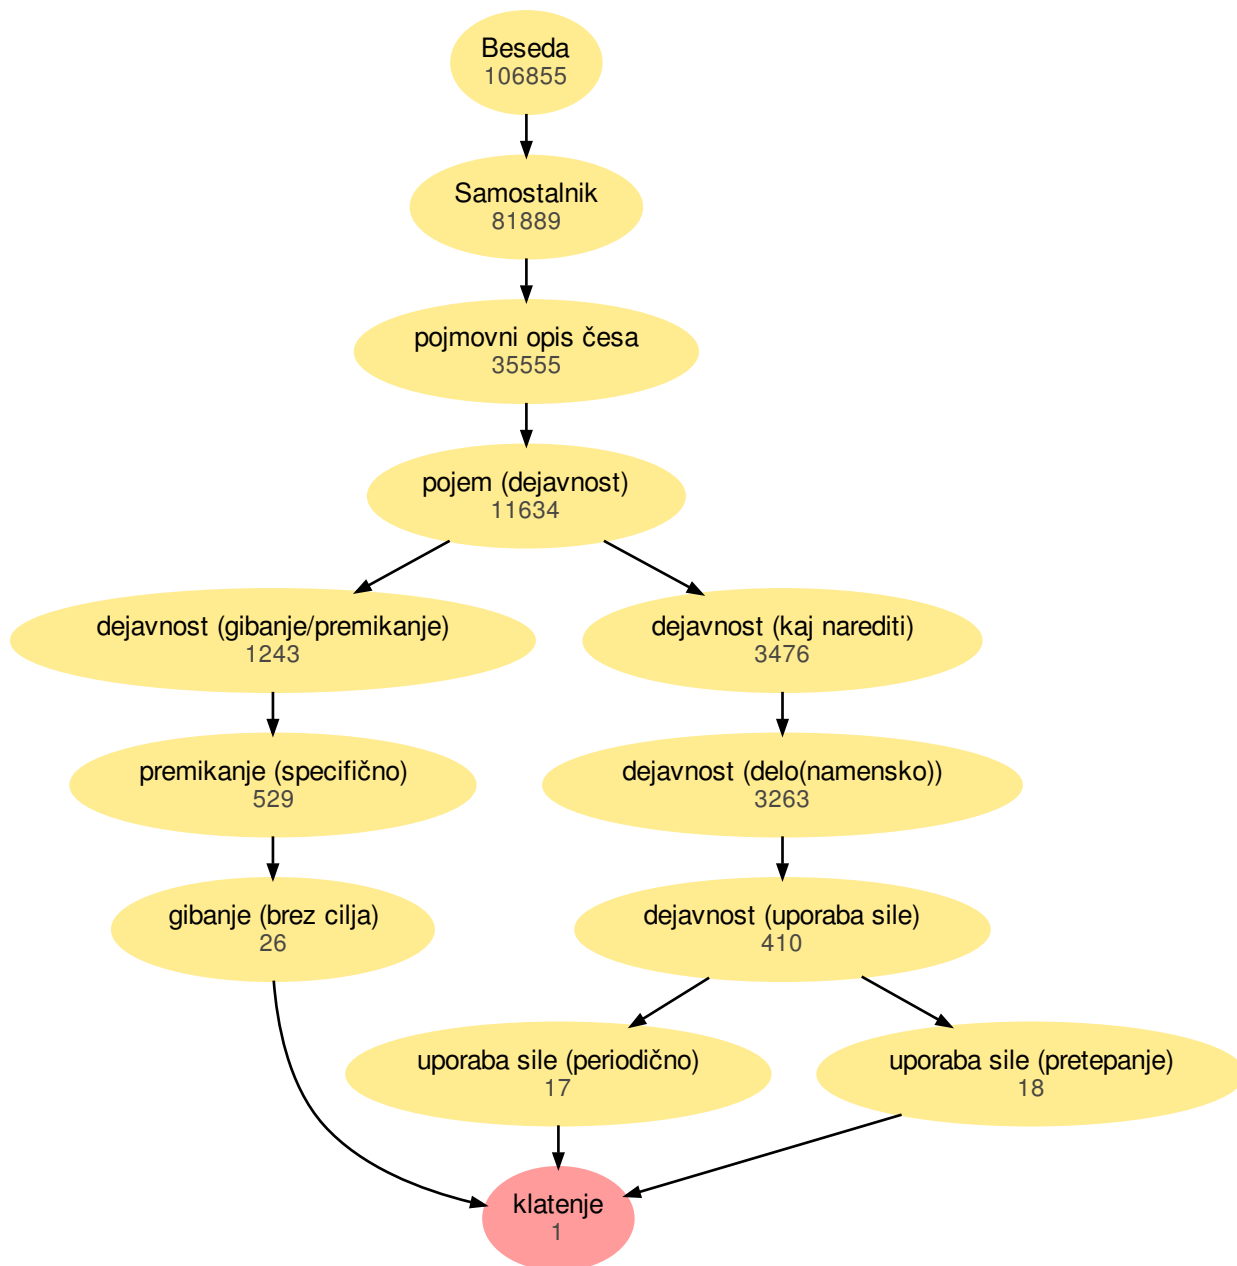 Beseda
106855
Samostalnik
81889
pojmovni opis česa
35555
pojem (dejavnost)
11634
dejavnost (gibanje/premikanje)
1243
dejavnost (kaj narediti)
3476
premikanje (specifično)
529
dejavnost (delo(namensko))
3263
gibanje (brez cilja)
26
dejavnost (uporaba sile)
410
uporaba sile (periodično)
17
uporaba sile (pretepanje)
18
klatenje
1